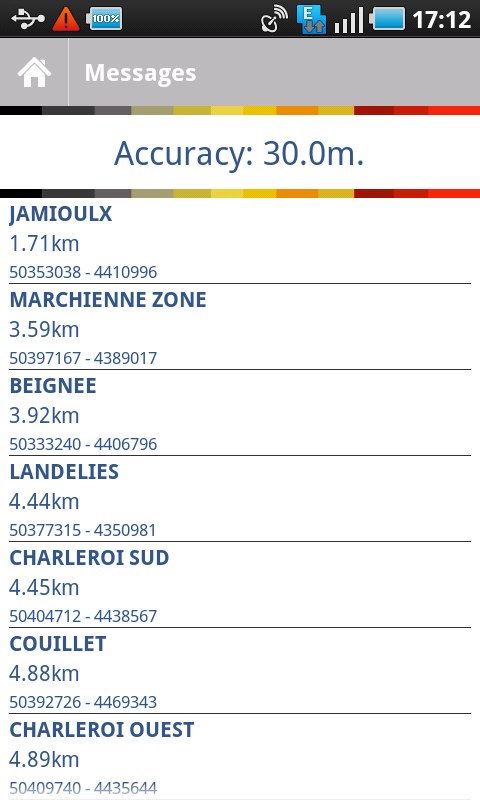 100%
E
17:12
Messages
Accuracy: 30.0m.
JAMIOULX
1.71km
50353038 - 4410996
MARCHIENNE ZONE
3.59km
50397167 - 4389017
BEIGNEE
3.92km
50333240 - 4406796
LANDELIES
4.44km
50377315 - 4350981
CHARLEROI SUD
4.45km
50404712 - 4438567
COUILLET
4.88km
50392726 - 4469343
CHARLEROI OUEST
4.89km
50409740 - 4435644